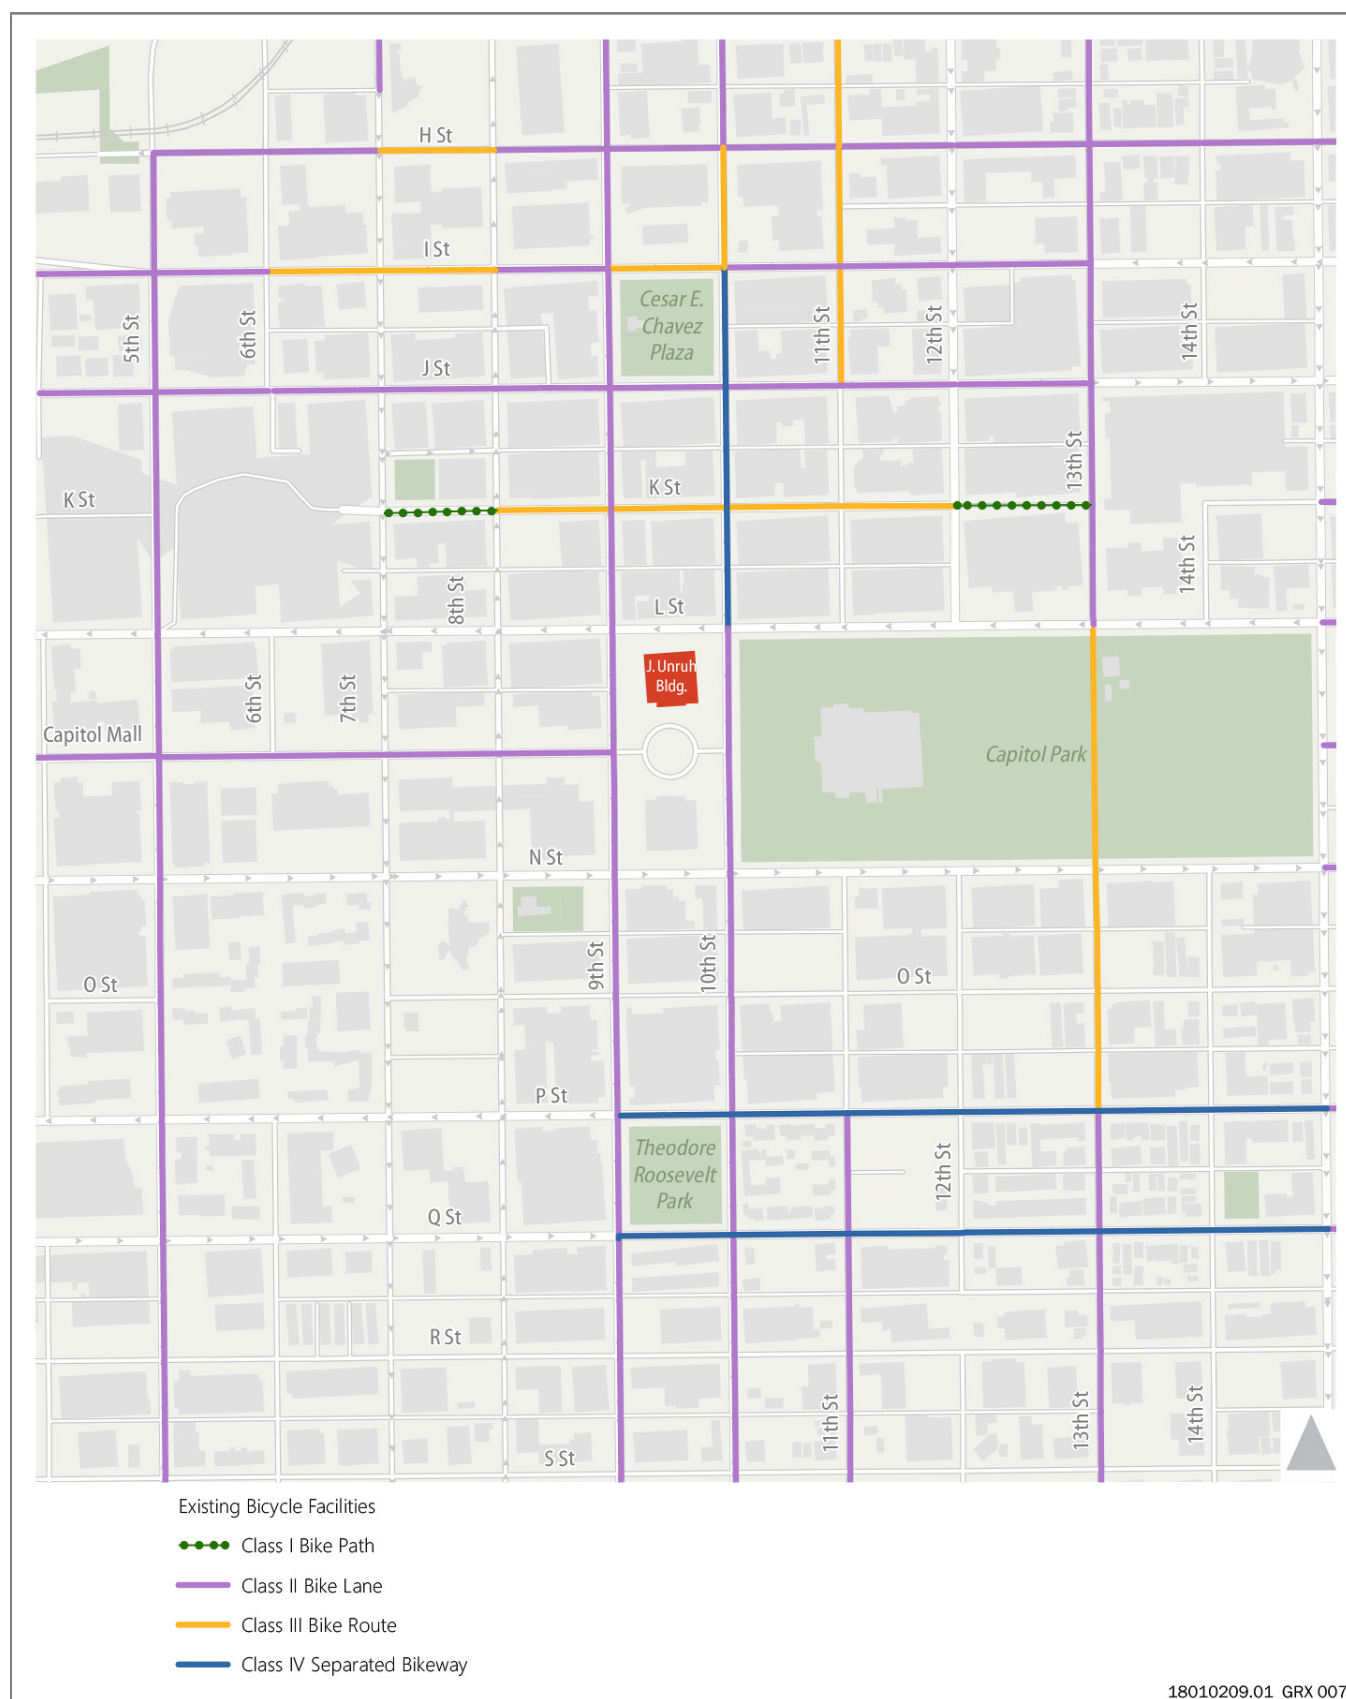 H St
I St
Cesar E.
Chavez
Plaza
5th St
6th St
11th St
12th St
14th St
J St
13th St
K St
K St
14th St
8th St
L St
J. Unruh
Bldg.
6th St
7th St
Capitol Mall
Capitol Park
N St
9th St
10th St
O St
O St
P St
Theodore
Roosevelt
Park
12th St
Q St
R St
11th St
13th St
14th St
S St
Existing Bicycle Facilities
Class I Bike Path
Class II Bike Lane
Class III Bike Route
Class IV Separated Bikeway
18010209.01 GRX 007